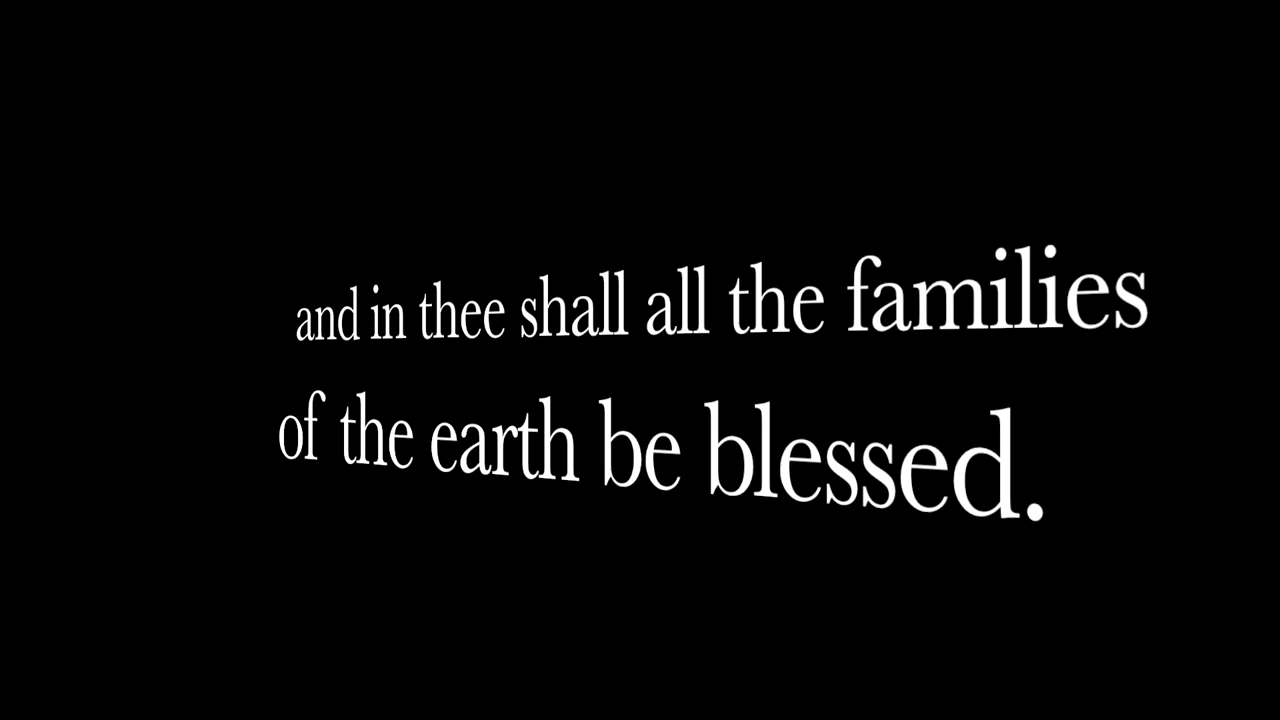 and in thee shall all the families
of the earth be blessed.